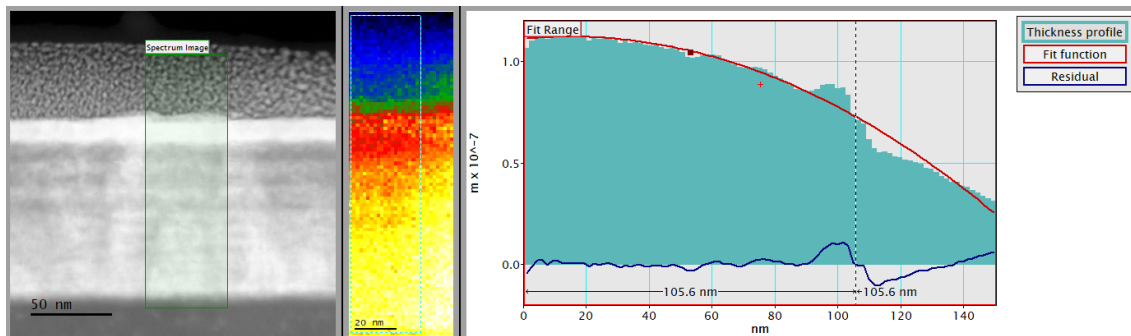 Spectrum Image
50 nm
20 nm
Fit Range
1.0
0.5
0.0
m x 10^-7
105.6 nm
105.6 nm
0
20
40
60
80
100
120
140
nm
Thickness profile
Fit function
Residual